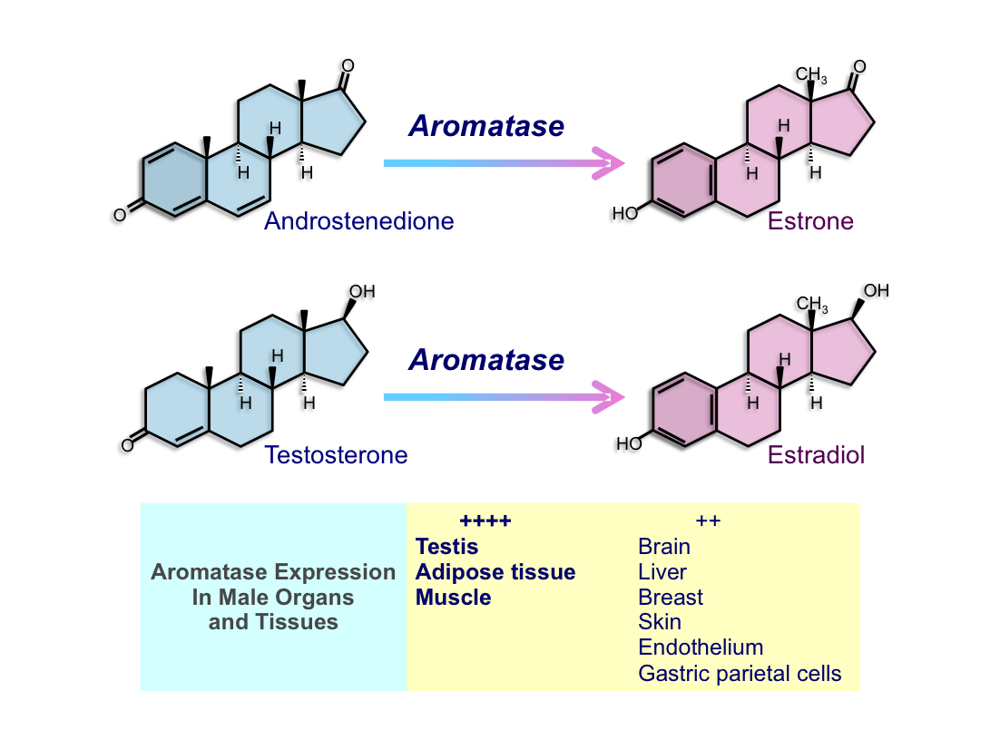 O
H
H
H
O
Androstenedione
Aromatase
CH3
O
H
H
H
HO
Estrone
OH
H
H
H
O
Testosterone
Aromatase
CH3
OH
H
H
H
HO
Estradiol
Aromatase Expression
In Male Organs
and Tissues
++++
Testis
Adipose tissue
Muscle
++
Brain
Liver
Breast
Skin
Endothelium
Gastric parietal cells